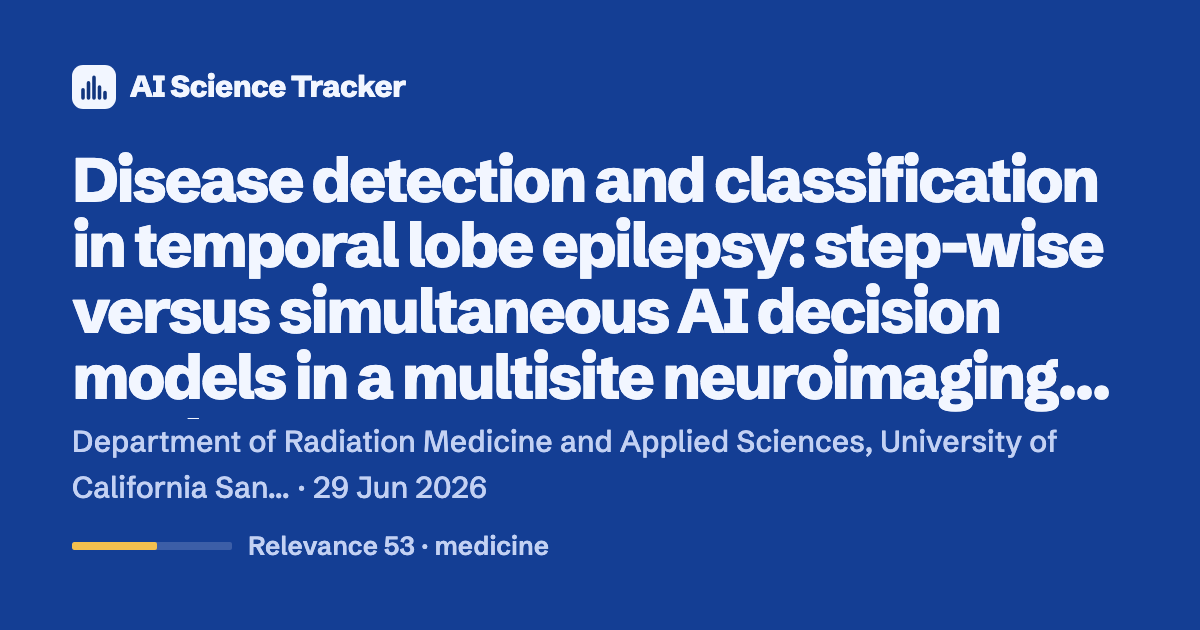 AI Science Tracker
Disease detection and classification
in temporal lobe epilepsy: step-wise
versus simultaneous AI decision
models in a multisite neuroimaging...
Department of Radiation Medicine and Applied Sciences, University of
California San... · 29 Jun 2026
Relevance 53 · medicine